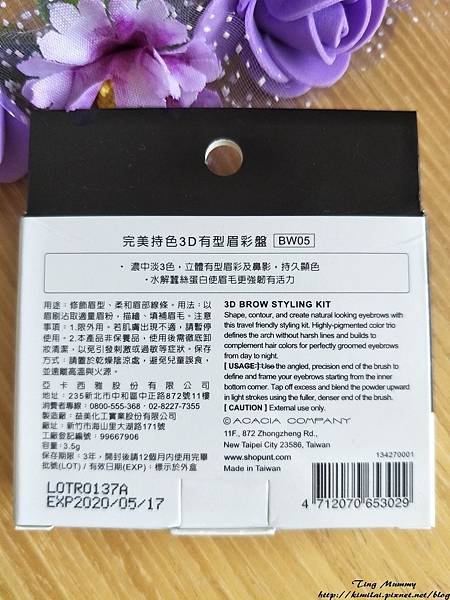 完美持色3D有型眉彩盤 BW05
・濃中淡3色，立體有型眉彩及鼻影，持久顯色
・水解蠶絲蛋白使眉毛更強韌有活力
用途：修飾眉型、柔和眉部線條。用法：以
眉刷沾取適量眉粉，描繪、填補眉毛。注意
事項：1.限外用。若肌膚出現不適，請暫停
使用。2.本產品非保養品，使用後需徹底卸
妝清潔，以免引發刺激或過敏等症狀。保存
方式：請置於乾燥陰涼處，避免兒童誤食，
並遠離高溫與火源。
亞卡西雅股份有限公司
地址：235新北市中和區中正路872號11樓
消費者專線：0800-555-368・02-8227-7355
製造廠：益美化工實業股份有限公司
廠址：新竹市海山里大湖路171號
工廠登記編號：99667906
容量：3.5g
保存期限：3年，開封後請12個月內使用完畢
批號(LOT) / 有效日期(EXP)：標示於外盒
LOTR0137A
EXP2020/05/17
3D BROW STYLING KIT
Shape, contour, and create natural looking eyebrows with
this travel friendly styling kit. Highly-pigmented color trio
defines the arch without harsh lines and builds to
complement hair colors for perfectly groomed eyebrows
from day to night.
[ USAGE ] Use the angled, precision end of the brush to
define and frame your eyebrows starting from the inner
bottom corner. Tap off excess and blend the powder upward
in light strokes using the fuller, denser end of the brush.
[ CAUTION ] External use only.
© ACACIA COMPANY
11F., 872 Zhongzheng Rd.,
New Taipei City 23586, Taiwan
www.shopunt.com
Made in Taiwan
134270001
4 712070 653029
Ting Mummy
http://kimilai.pixnet.net/blog